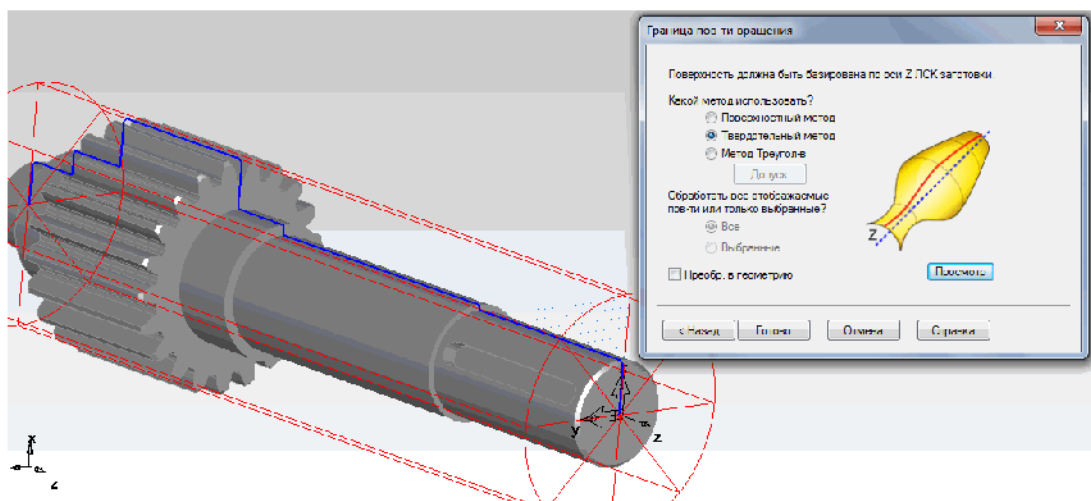 Граница пов-ти вращения
Поверхность должна быть базирована по оси Z ЛСК заготовки.
Какой метод использовать?
Поверхностный метод
Твердотельный метод
Метод Треугол-в
Допуск
Обработать все отображаемые
пов-ти или только выбранные?
Все
Выбранные
Преобр. в геометрию
Z
Просмотр
< Назад
Готово
Отмена
Справка
y
z
x
z